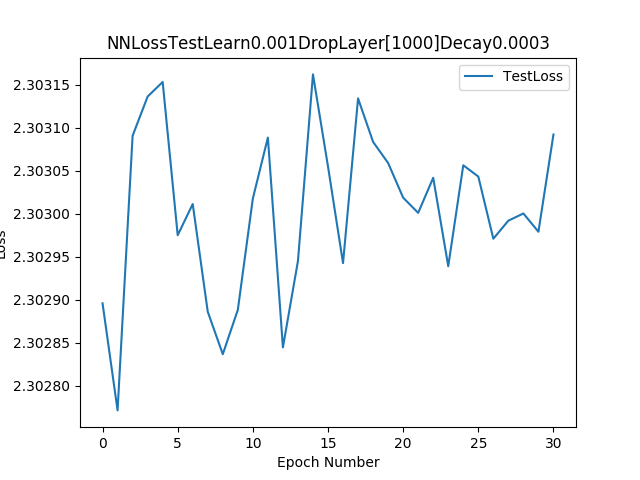 NNLossTestLearn0.001DropLayer[1000]Decay0.0003
TestLoss
2.30315
2.30310
2.30305
2.30300
2.30295
2.30290
2.30285
2.30280
Loss
0 5 10 15 20 25 30
Epoch Number